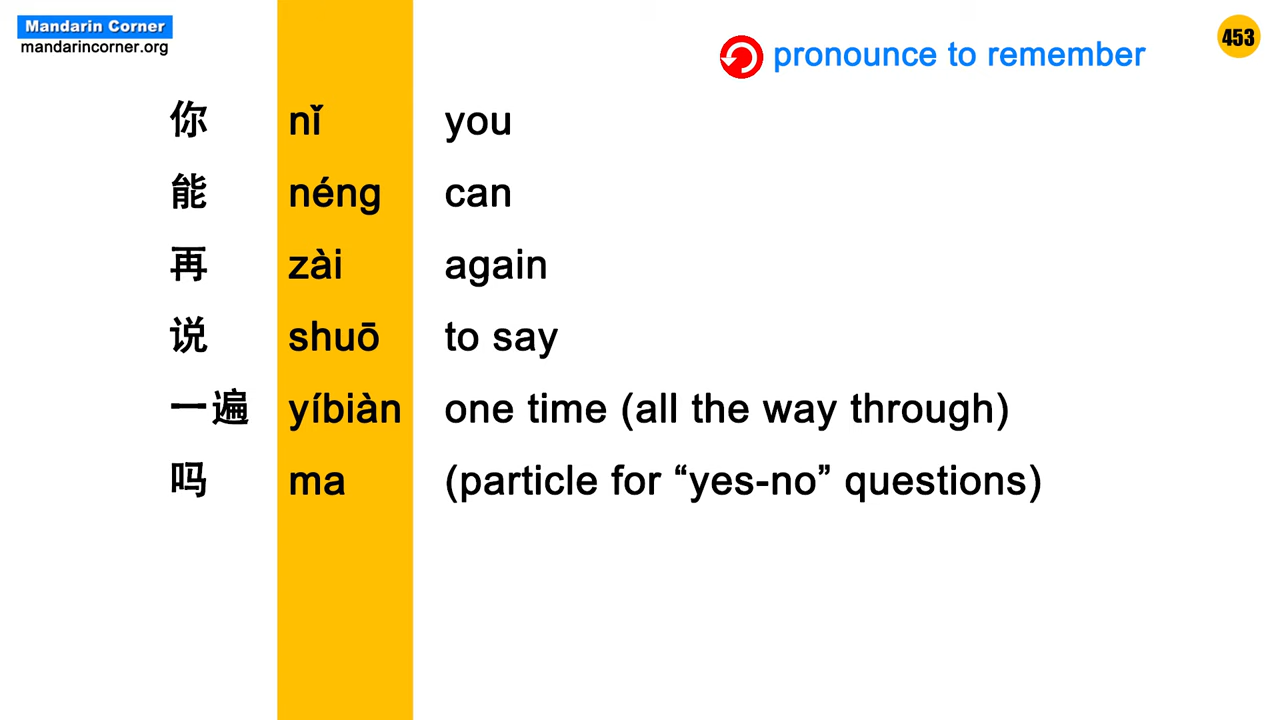 Mandarin Corner
mandarincorner.org
pronounce to remember
453
你 nǐ you
能 néng can
再 zài again
说 shuō to say
一遍 yíbiàn one time (all the way through)
吗 ma (particle for “yes-no” questions)